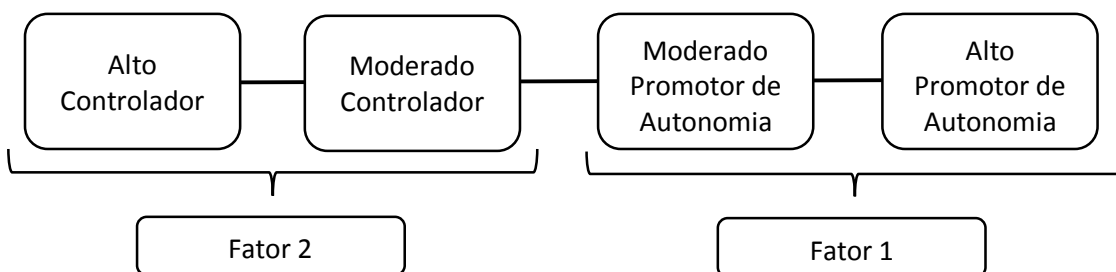 Alto
Controlador
Moderado
Controlador
Moderado
Promotor de
Autonomia
Alto
Promotor de
Autonomia
Fator 2
Fator 1